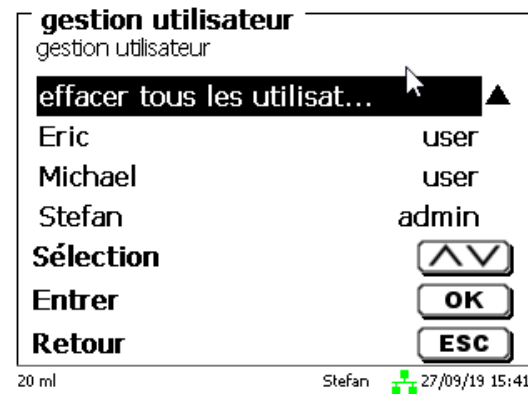 gestion utilisateur
gestion utilisateur
effacer tous les utilisat...
Eric user
Michael user
Stefan admin
Sélection
Entrer OK
Retour ESC
20 ml Stefan 27/09/19 15:41